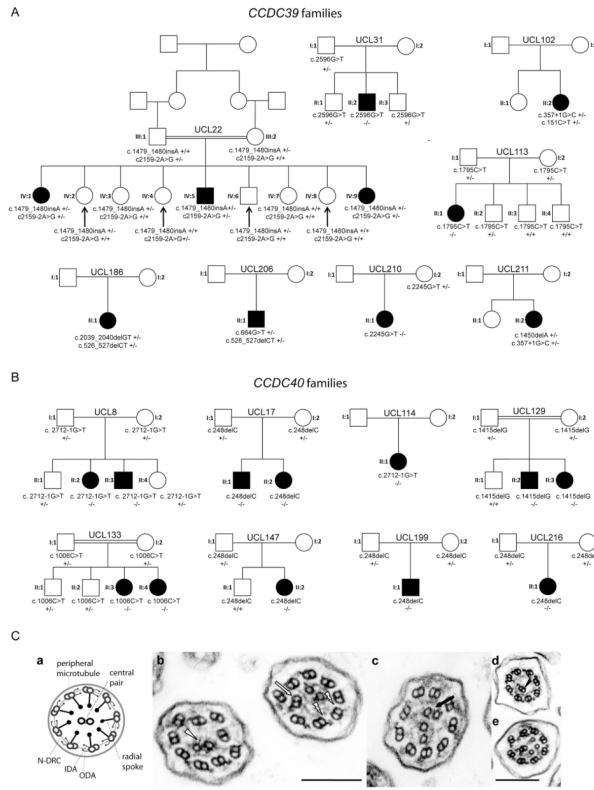 CCDC39 families
A
UCL22
III:1 III:2
c.1479_1480insA +/+ c.1479_1480insA +/-
c2159-2A>G +/- c2159-2A>G +/+
IV:1 IV:2 IV:3 IV:4 IV:5 IV:6 IV:7 IV:8 IV:9
c.1479_1480insA +/- c.1479_1480insA +/- c.1479_1480insA +/- c.1479_1480insA +/-
c2159-2A>G +/- c2159-2A>G +/+ c2159-2A>G +/- c2159-2A>G +/-
c.1479_1480insA +/- c.1479_1480insA +/-
c2159-2A>G +/+ c2159-2A>G+/-
UCL31
I:1 I:2
c.2596G>T
+/-
II:1 II:2 II:3
c.2596G>T c.2596G>T c.2596G>T
+/- -/- +/-
UCL102
I:1 I:2
II:1 II:2
c.357+1G>C +/-
c.151C>T +/-
UCL113
I:1 I:2
c.1795C>T c.1795C>T
+/- +/-
II:1 II:2 II:3 II:4
c.1795C>T c.1795C>T c.1795C>T c.1795C>T
-/- +/- +/+ +/+
UCL186
I:1 I:2
II:1
c.2039_2040delGT +/-
c.526_527delCT +/-
UCL206
I:1 I:2
II:1
c.664G>T +/-
c.526_527delCT +/-
UCL210
I:1 I:2
c.2245G>T +/-
II:1
c.2245G>T -/-
UCL211
I:1 I:2
II:1 II:2
c.1450delA +/-
c.357+1G>C +/-
B
CCDC40 families
UCL8
I:1 I:2
c. 2712-1G>T c. 2712-1G>T
+/- +/-
II:1 II:2 II:3 II:4
c. 2712-1G>T c. 2712-1G>T c. 2712-1G>T c. 2712-1G>T
+/- -/- -/- +/-
UCL17
I:1 I:2
c.248delC c.248delC
+/- +/-
II:1 II:2
c.248delC c.248delC
-/- -/-
UCL114
I:1 I:2
II:1
c.2712-1G>T
-/-
UCL129
I:1 I:2
c.1415delG c.1415delG
+/- +/-
II:1 II:2 II:3
c.1415delG c.1415delG c.1415delG
+/+ -/- -/-
UCL133
I:1 I:2
c.1006C>T c.1006C>T
+/- +/-
II:1 II:2 II:3 II:4
c.1006C>T c.1006C>T c.1006C>T c.1006C>T
+/- +/- -/- -/-
UCL147
I:1 I:2
c.248delC c.248delC
+/- +/-
II:1 II:2
c.248delC c.248delC
+/+ -/-
UCL199
I:1 I:2
c.248delC c.248delC
+/- +/-
II:1
c.248delC
-/-
UCL216
I:1 I:2
c.248delC c.248delC
+/- +/-
II:1
c.248delC
-/-
C
a
peripheral
microtubule
central
pair
N-DRC
IDA
ODA
radial
spoke
b
c
d
e